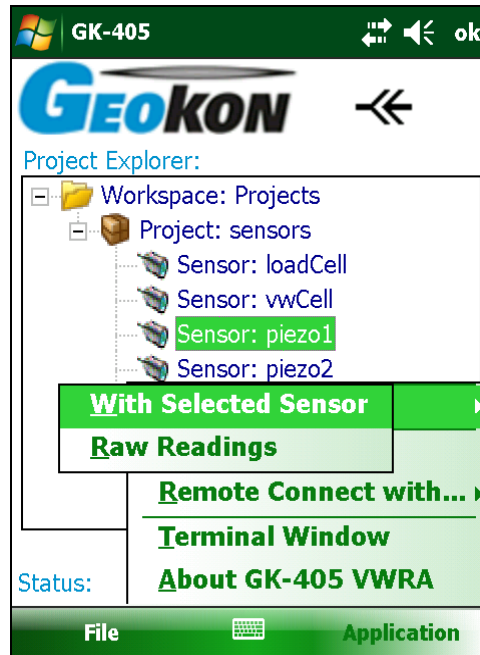 GK-405
ok
GEOKON
Project Explorer:
Workspace: Projects
Project: sensors
Sensor: loadCell
Sensor: vwCell
Sensor: piezo1
Sensor: piezo2
With Selected Sensor
Raw Readings
Remote Connect with...
Terminal Window
Status:
About GK-405 VWRA
File
Application